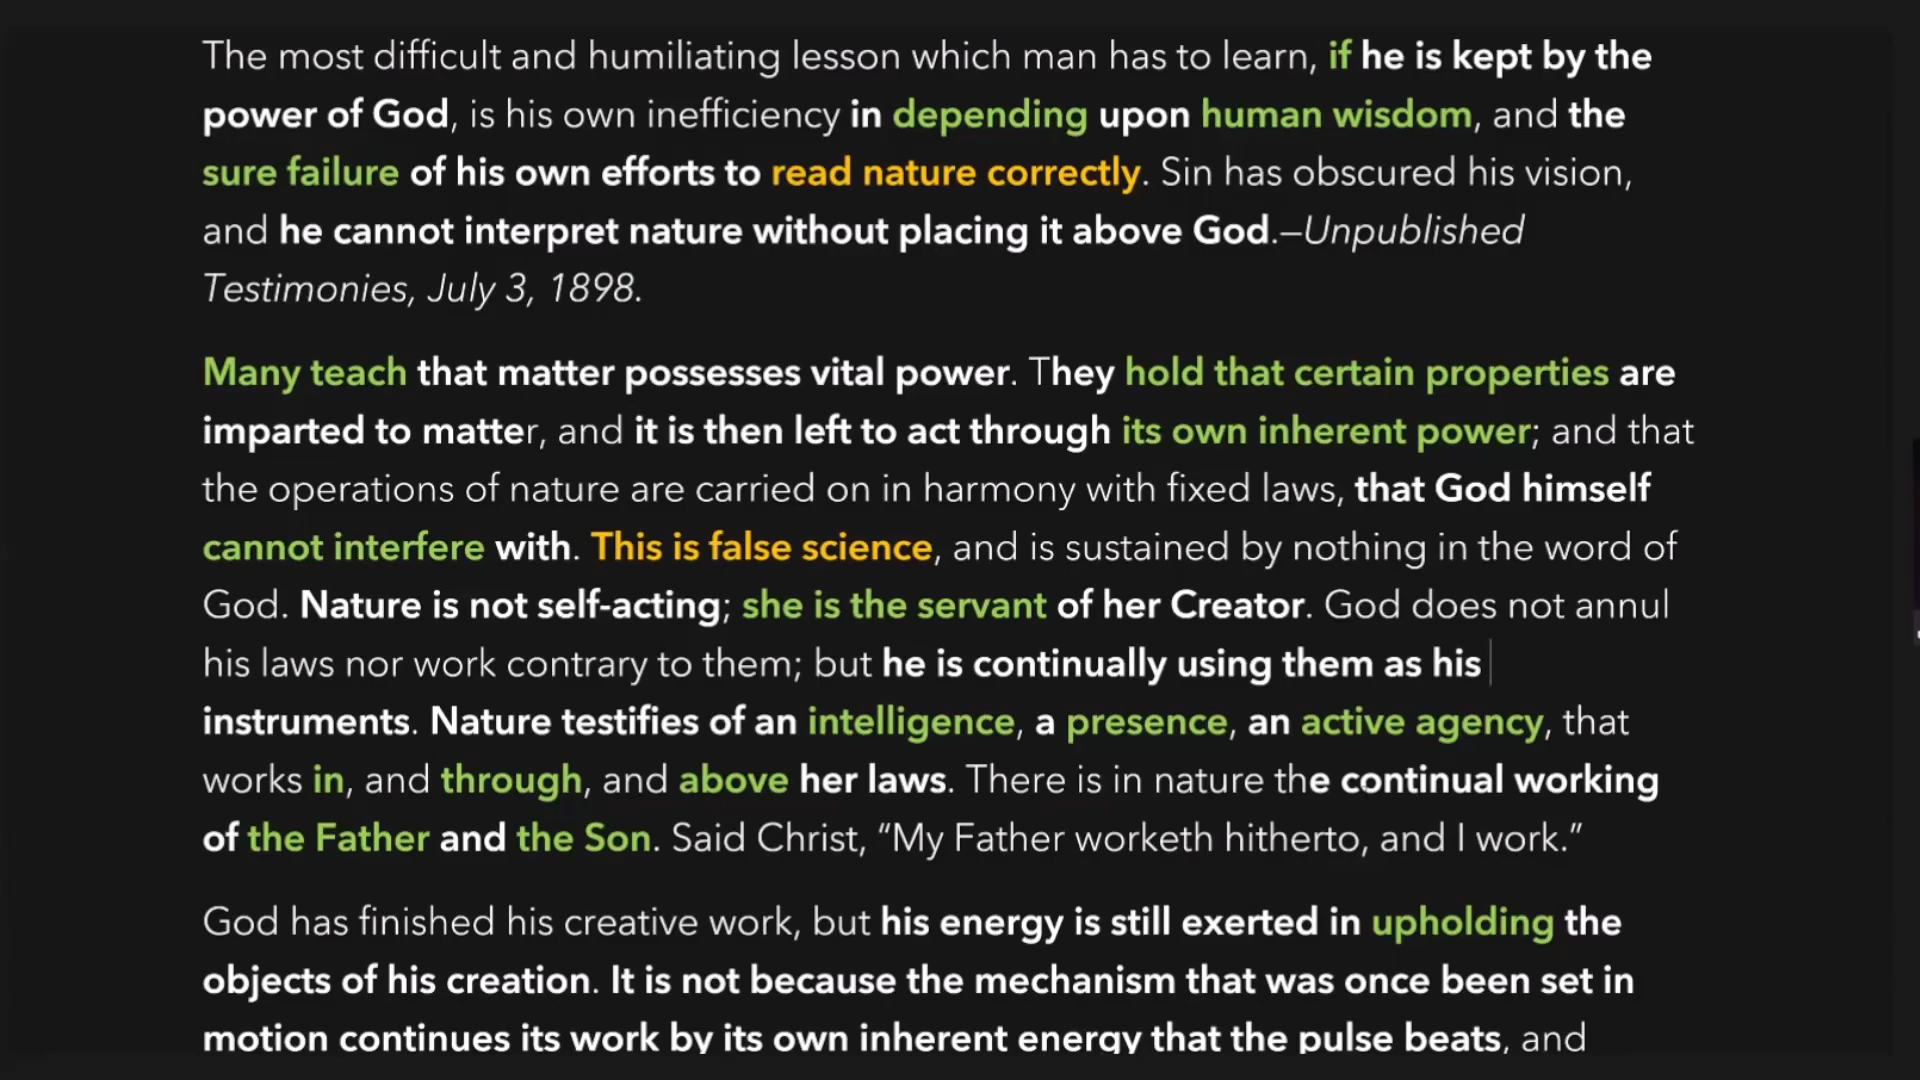 The most difficult and humiliating lesson which man has to learn, if he is kept by the
power of God, is his own inefficiency in depending upon human wisdom, and the
sure failure of his own efforts to read nature correctly. Sin has obscured his vision,
and he cannot interpret nature without placing it above God.—Unpublished
Testimonies, July 3, 1898.
Many teach that matter possesses vital power. They hold that certain properties are
imparted to matter, and it is then left to act through its own inherent power; and that
the operations of nature are carried on in harmony with fixed laws, that God himself
cannot interfere with. This is false science, and is sustained by nothing in the word of
God. Nature is not self-acting; she is the servant of her Creator. God does not annul
his laws nor work contrary to them; but he is continually using them as his
instruments. Nature testifies of an intelligence, a presence, an active agency, that
works in, and through, and above her laws. There is in nature the continual working
of the Father and the Son. Said Christ, “My Father worketh hitherto, and I work.”
God has finished his creative work, but his energy is still exerted in upholding the
objects of his creation. It is not because the mechanism that was once been set in
motion continues its work by its own inherent energy that the pulse beats, and